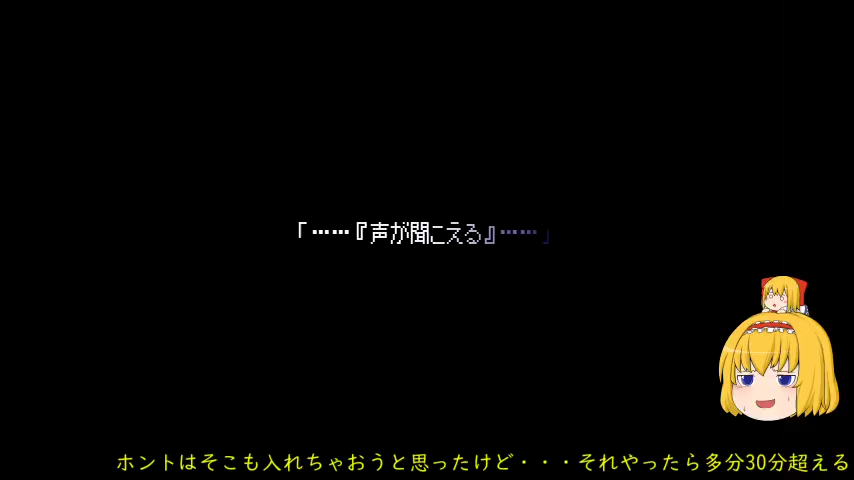 「……『声が聞こえる』……」
ホントはそこも入れちゃおうと思ったけど・・・それやったら多分30分超える